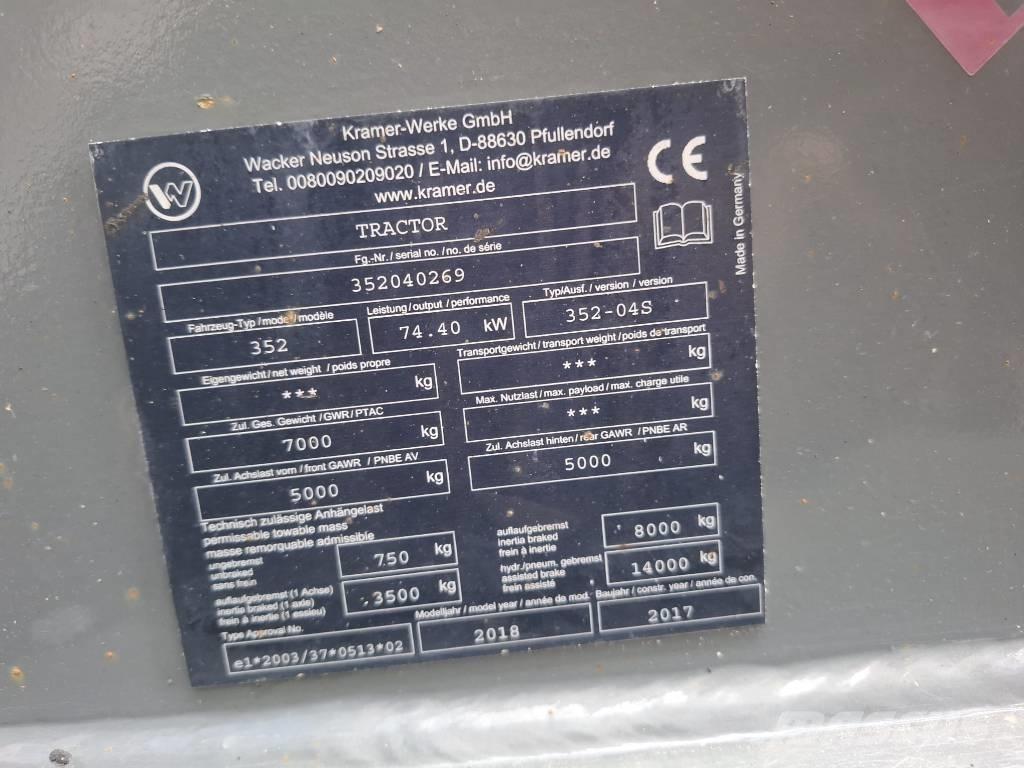 Kramer-Werke GmbH
Wacker Neuson Strasse 1, D-88630 Pfullendorf
Tel. 0080090209020 / E-Mail: info@kramer.de
www.kramer.de
W
CE
TRACTOR
Made in Germany
Fg.-Nr./ serial no. / no. de série
352040269
Fahrzeug-Typ / model / modèle
352
Leistung / output / performance
74.40 kW
Typ/Ausf. / version / version
352-04S
Eigengewicht / net weight / poids propre
*** kg
Transportgewicht / transport weight / poids de transport
*** kg
Zul. Ges. Gewicht / GWR / PTAC
7000 kg
Max. Nutzlast / max. payload / max. charge utile
*** kg
Zul. Achslast vorn / front GAWR / PNBE AV
5000 kg
Zul. Achslast hinten / rear GAWR / PNBE AR
5000 kg
Technisch zulässige Anhängelast
permissable towable mass
masse remorquable admissible
ungebremst
unbraked
sans frein
750 kg
auflaufgebremst
inertia braked
frein à inertie
8000 kg
auflaufgebremst (1 Achse)
inertie braked (1 axle)
frein à inertie (1 essieu)
3500 kg
hydr./pneum. gebremst
assisted brake
frein assisté
14000 kg
Type Approval No.
e1*2003/37*0513*02
Modelljahr / model year / année de mod.
2018
Baujahr / constr. year / année de con.
2017